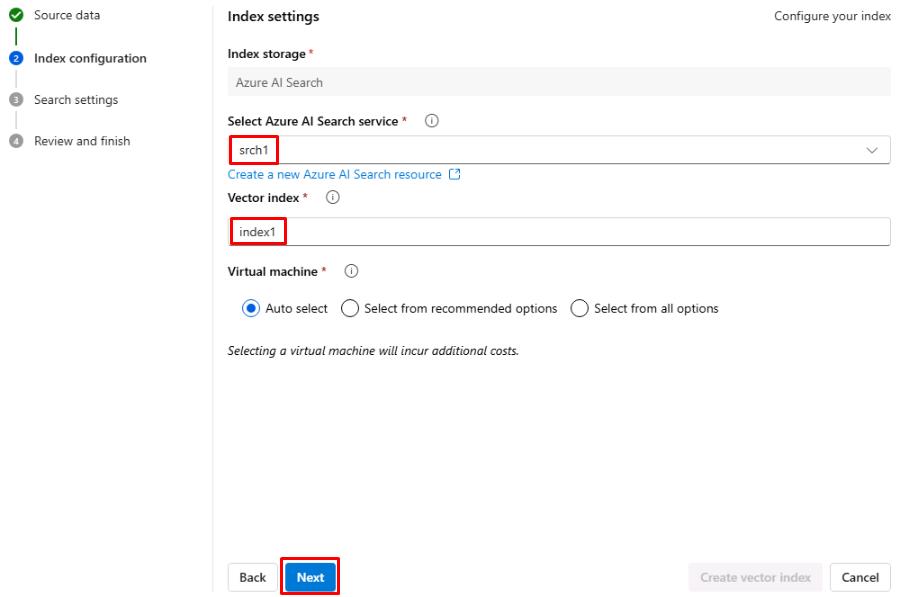 Source data
2 Index configuration
3 Search settings
4 Review and finish
Index settings
Configure your index
Index storage *
Azure AI Search
Select Azure AI Search service *
srch1
Create a new Azure AI Search resource
Vector index *
index1
Virtual machine *
Auto select Select from recommended options Select from all options
Selecting a virtual machine will incur additional costs.
Back Next Create vector index Cancel